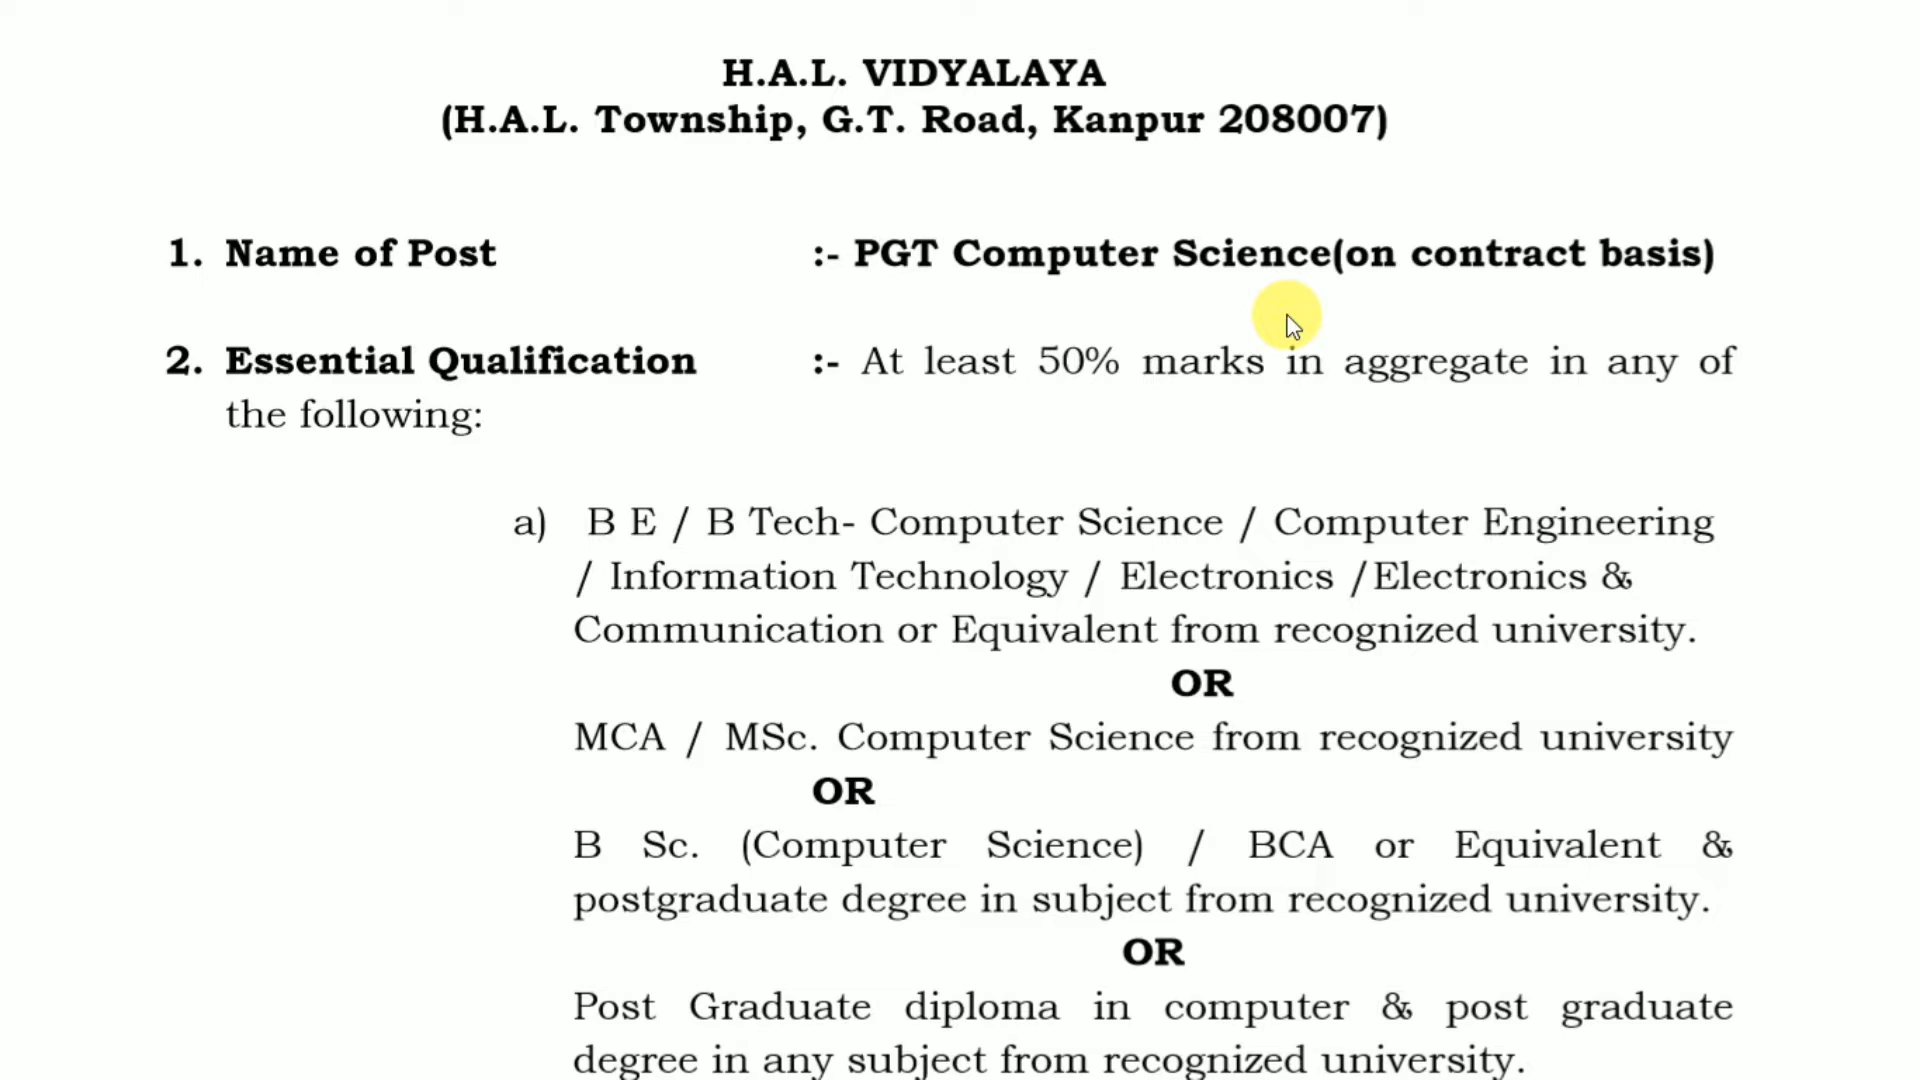 H.A.L. VIDYALAYA
(H.A.L. Township, G.T. Road, Kanpur 208007)
1. Name of Post :- PGT Computer Science(on contract basis)
2. Essential Qualification :- At least 50% marks in aggregate in any of
the following:
a) B E / B Tech- Computer Science / Computer Engineering
/ Information Technology / Electronics /Electronics &
Communication or Equivalent from recognized university.
OR
MCA / MSc. Computer Science from recognized university
OR
B Sc. (Computer Science) / BCA or Equivalent &
postgraduate degree in subject from recognized university.
OR
Post Graduate diploma in computer & post graduate
degree in any subject from recognized university.